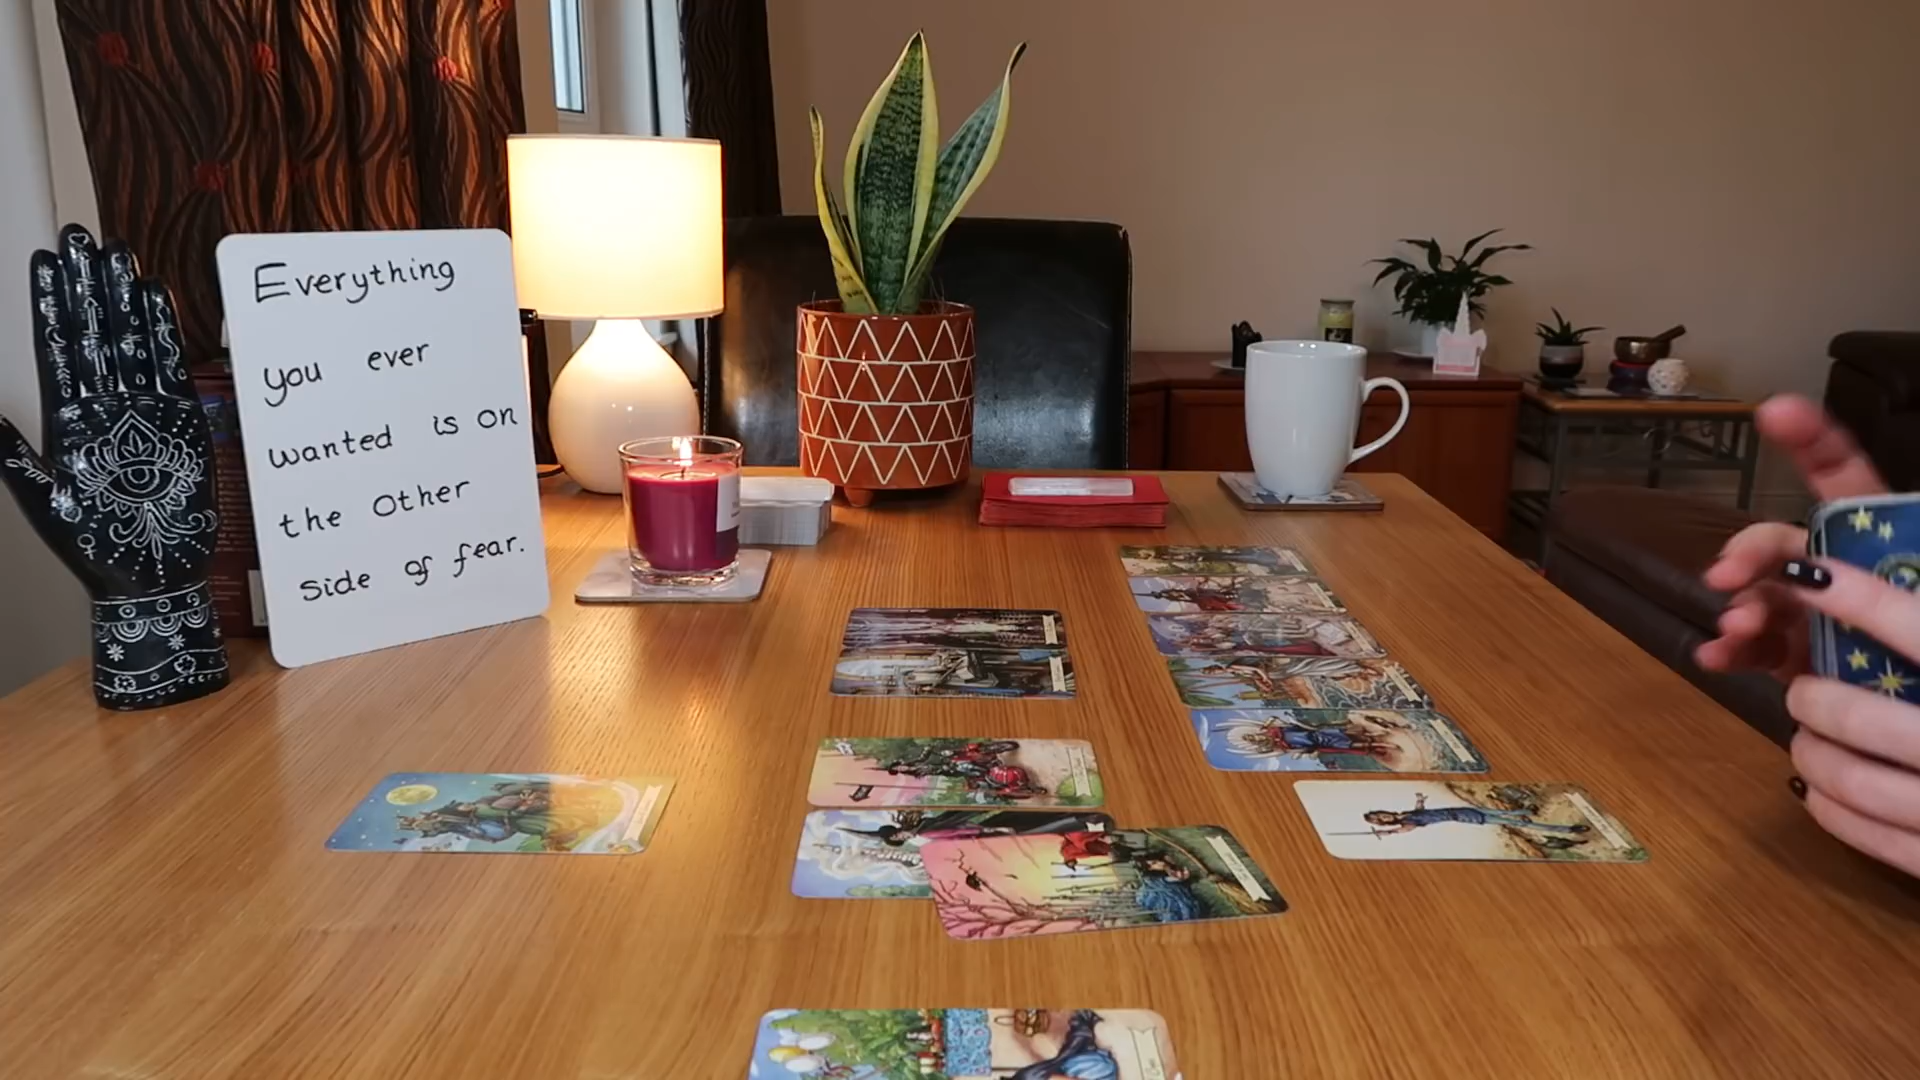 Everything
you ever
wanted is on
the other
side of fear.